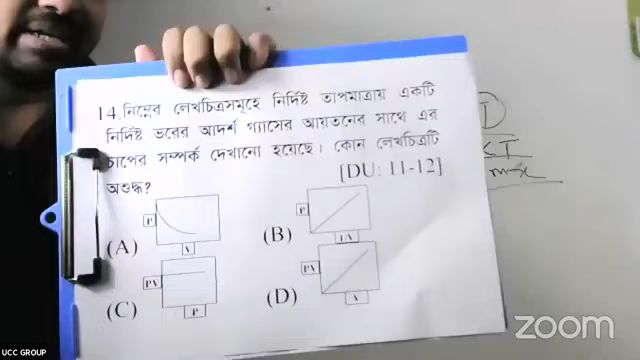 14.নিম্নের লেখচিত্রসমূহে নির্দিষ্ট তাপমাত্রায় একটি
নির্দিষ্ট ভরের আদর্শ গ্যাসের আয়তনের সাথে এর
চাপের সম্পর্ক দেখানো হয়েছে। কোন লেখচিত্রটি
অশুদ্ধ? [DU: 11-12]
(A) P V
(B) P
(C) PV P
(D) PV V
zoom
UCC GROUP